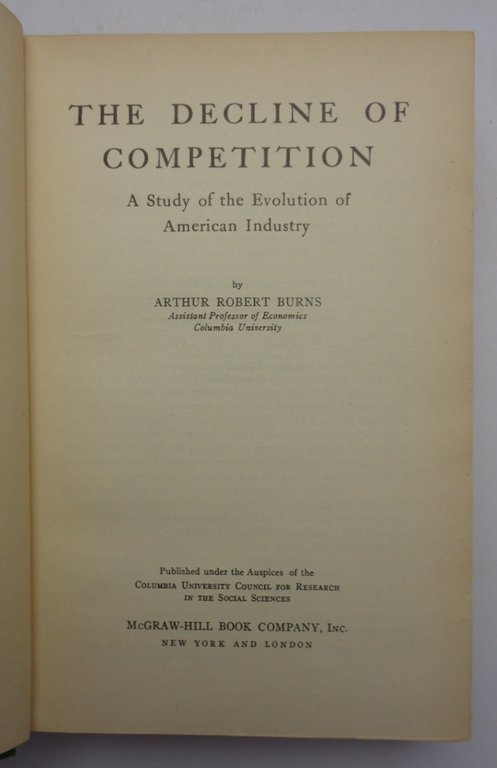 THE DECLINE OF
COMPETITION
A Study of the Evolution of
American Industry
by
ARTHUR ROBERT BURNS
Assistant Professor of Economics
Columbia University
Published under the Auspices of the
COLUMBIA UNIVERSITY COUNCIL FOR RESEARCH
IN THE SOCIAL SCIENCES
McGRAW-HILL BOOK COMPANY, INC.
NEW YORK AND LONDON